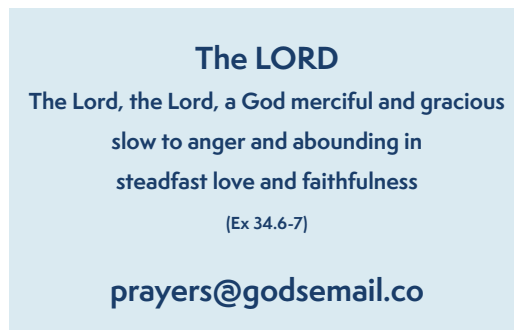 The LORD
The Lord, the Lord, a God merciful and gracious
slow to anger and abounding in
steadfast love and faithfulness
(Ex 34.6-7)
prayers@godsemail.co